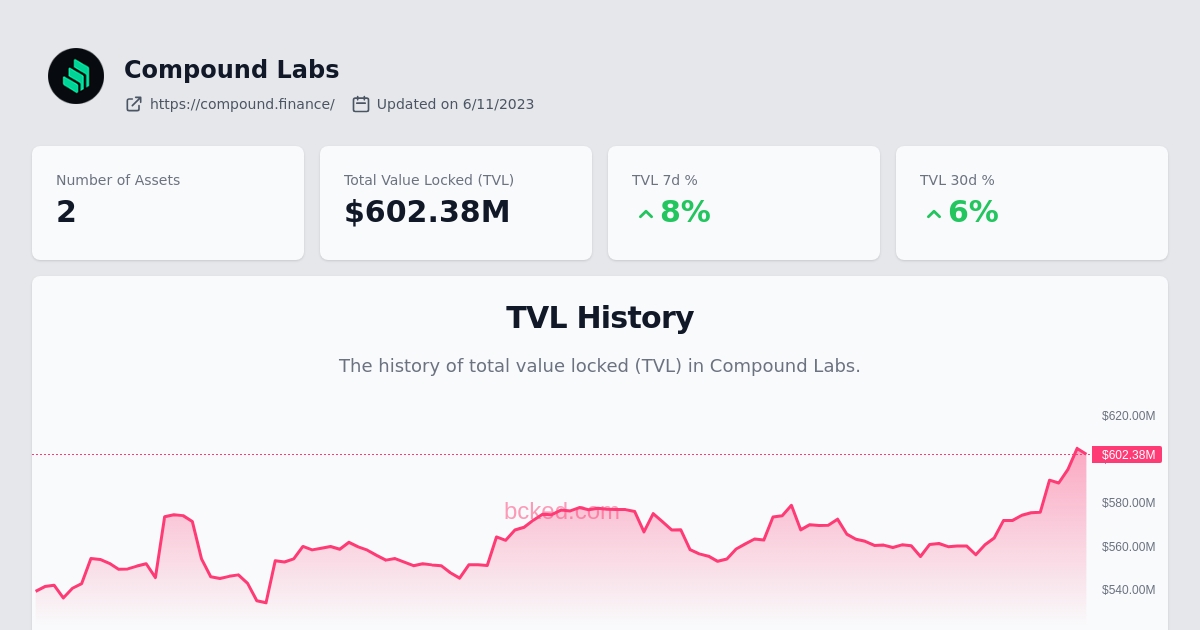 Compound Labs
https://compound.finance/ Updated on 6/11/2023
Number of Assets
2
Total Value Locked (TVL)
$602.38M
TVL 7d %
8%
TVL 30d %
6%
TVL History
The history of total value locked (TVL) in Compound Labs.
$620.00M
$602.38M
bcked.com
$580.00M
$560.00M
$540.00M